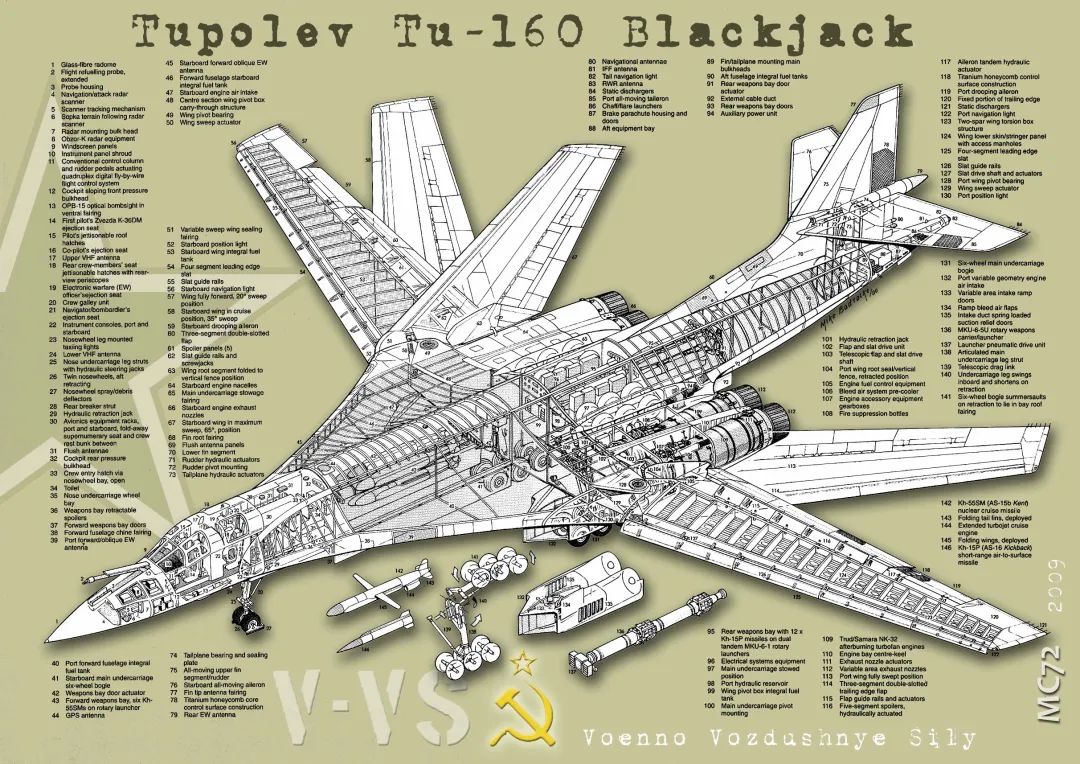 Tupolev Tu-160 Blackjack
1 Glass-fibre radome
2 Flight refuelling probe,
extended
3 Probe housing
4 Navigation/attack radar
scanner
5 Scanner tracking mechanism
6 Sopka terrain following radar
scanner
7 Radar mounting bulk head
8 Obzor-K radar equipment
9 Windscreen panels
10 Instrument panel shroud
11 Conventional control column
and rudder pedals actuating
quadruplex digital fly-by-wire
flight control system
12 Cockpit sloping front pressure
bulkhead
13 OPB-15 optical bombsight in
ventral fairing
14 First pilot's Zvezda K-36DM
ejection seat
15 Pilot's jettisonable roof
hatches
16 Co-pilot's ejection seat
17 Upper VHF antenna
18 Rear crew-members' seat
jettisonable hatches with rear-
view periscopes
19 Electronic warfare (EW)
officer's ejection seat
20 Crew galley unit
21 Navigator/bombardier's
ejection seat
22 Instrument consoles, port and
starboard
23 Nosewheel leg mounted
taxiing lights
24 Lower VHF antenna
25 Nose undercarriage leg struts
with hydraulic steering jacks
26 Twin nosewheels, aft
retracting
27 Nosewheel spray/debris
deflectors
28 Rear breaker strut
29 Hydraulic retraction jack
30 Avionics equipment racks,
port and starboard, fold-away
supernumerary seat and crew
rest bunk between
31 Flush antennae
32 Cockpit rear pressure
bulkhead
33 Crew entry hatch via
nosewheel bay, open
34 Toilet
35 Nose undercarriage wheel
bay
36 Weapons bay retractable
spoilers
37 Forward weapons bay doors
38 Forward fuselage chine fairing
39 Port forward/oblique EW
antenna
40 Port forward fuselage integral
fuel tank
41 Starboard main undercarriage
six-wheel bogie
42 Weapons bay door actuator
43 Forward weapons bay, six Kh-
55SMs on rotary launcher
44 GPS antenna
45 Starboard forward oblique EW
antenna
46 Forward fuselage starboard
integral fuel tank
47 Starboard engine air intake
48 Centre section wing pivot box
carry-through structure
49 Wing pivot bearing
50 Wing sweep actuator
51 Variable sweep wing sealing
fairing
52 Starboard position light
53 Starboard wing integral fuel
tank
54 Four segment leading edge
slat
55 Slat guide rails
56 Starboard navigation light
57 Wing fully forward, 20° sweep
position
58 Starboard wing in cruise
position, 35° sweep
59 Starboard drooping aileron
60 Three-segment double-slotted
flap
61 Spoiler panels (5)
62 Slat guide rails and
screwjacks
63 Wing root segment folded to
vertical fence position
64 Starboard engine nacelles
65 Main undercarriage stowage
fairing
66 Starboard engine exhaust
nozzles
67 Starboard wing in maximum
sweep, 65°, position
68 Fin root fairing
69 Flush antenna panels
70 Lower fin segment
71 Rudder hydraulic actuators
72 Rudder pivot mounting
73 Tailplane hydraulic actuators
74 Tailplane bearing and sealing
plate
75 All-moving upper fin
segment/rudder
76 Starboard all-moving aileron
77 Fin tip antenna fairing
78 Titanium honeycomb core
control surface construction
79 Rear EW antenna
80 Navigational antennae
81 IFF antenna
82 Tail navigation light
83 RWR antenna
84 Static dischargers
85 Port all-moving taileron
86 Chaff/flare launchers
87 Brake parachute housing and
doors
88 Aft equipment bay
89 Fin/tailplane mounting main
bulkheads
90 Aft fuselage integral fuel tanks
91 Rear weapons bay door
actuator
92 External cable duct
93 Rear weapons bay doors
94 Auxiliary power unit
95 Rear weapons bay with 12 x
Kh-15P missiles on dual
tandem MKU-6-1 rotary
launchers
96 Electrical systems equipment
97 Main undercarriage stowed
position
98 Port hydraulic reservoir
99 Wing pivot box integral fuel
tank
100 Main undercarriage pivot
mounting
101 Hydraulic retraction jack
102 Flap and slat drive unit
103 Telescopic flap and slat drive
shaft
104 Port wing root seal/vertical
fence, retracted position
105 Engine fuel control equipment
106 Bleed air system pre-cooler
107 Engine accessory equipment
gearboxes
108 Fire suppression bottles
109 Trud/Samara NK-32
afterburning turbofan engines
110 Engine bay centre-keel
111 Exhaust nozzle actuators
112 Variable area exhaust nozzles
113 Port wing fully swept position
114 Three-segment double-slotted
trailing edge flap
115 Flap guide rails and actuators
116 Five-segment spoilers,
hydraulically actuated
117 Aileron tandem hydraulic
actuator
118 Titanium honeycomb control
surface construction
119 Port drooping aileron
120 Fixed portion of trailing edge
121 Static dischargers
122 Port navigation light
123 Two-spar wing torsion box
structure
124 Wing lower skin/stringer panel
with access manholes
125 Four-segment leading edge
slat
126 Slat guide rails
127 Slat drive shaft and actuators
128 Port wing pivot bearing
129 Wing sweep actuator
130 Port position light
131 Six-wheel main undercarriage
bogie
132 Port variable geometry engine
air intake
133 Variable area intake ramp
doors
134 Ramp bleed air flaps
135 Intake duct spring loaded
suction relief doors
136 MKU-6-5U rotary weapons
carrier/launcher
137 Launcher pneumatic drive unit
138 Articulated main
undercarriage leg strut
139 Telescopic drag link
140 Undercarriage leg swings
inboard and shortens on
retraction
141 Six-wheel bogie summersaults
on retraction to lie in bay roof
fairing
142 Kh-55SM (AS-15b Kent)
nuclear cruise missile
143 Folding tail fins, deployed
144 Extended turbojet cruise
engine
145 Folding wings, deployed
146 Kh-15P (AS-16 Kickback)
short-range air-to-surface
missile
MC72 2009
V-VS
Voenno Vozdushnye Sily